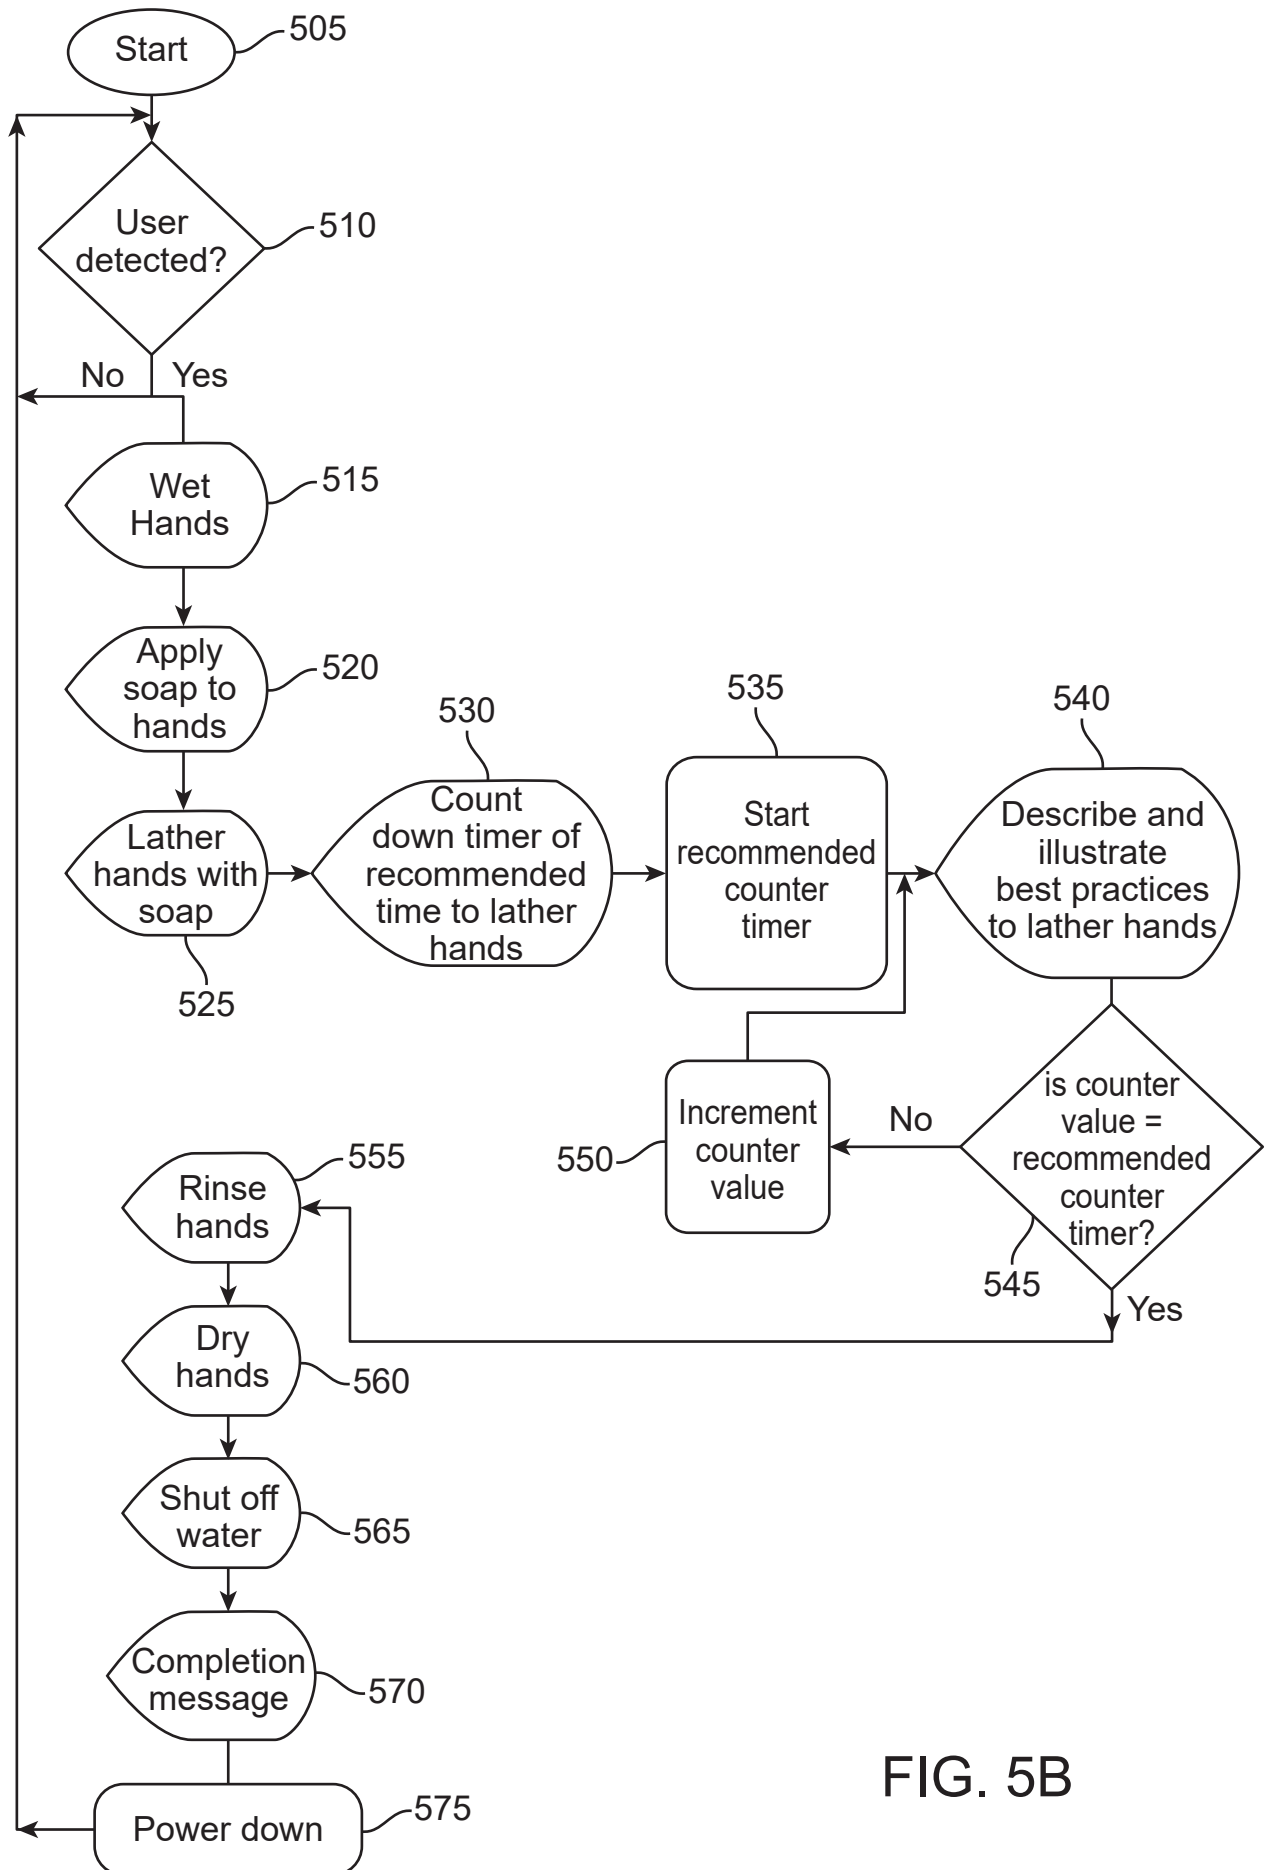 Start
505
User
detected?
510
No
Yes
Wet
Hands
515
Apply
soap to
hands
520
Lather
hands with
soap
525
530
Count
down timer of
recommended
time to lather
hands
535
Start
recommended
counter
timer
540
Describe and
illustrate
best practices
to lather hands
is counter
value =
recommended
counter
timer?
545
No
Increment
counter
value
550
Yes
Rinse
hands
555
Dry
hands
560
Shut off
water
565
Completion
message
570
Power down
575
FIG. 5B